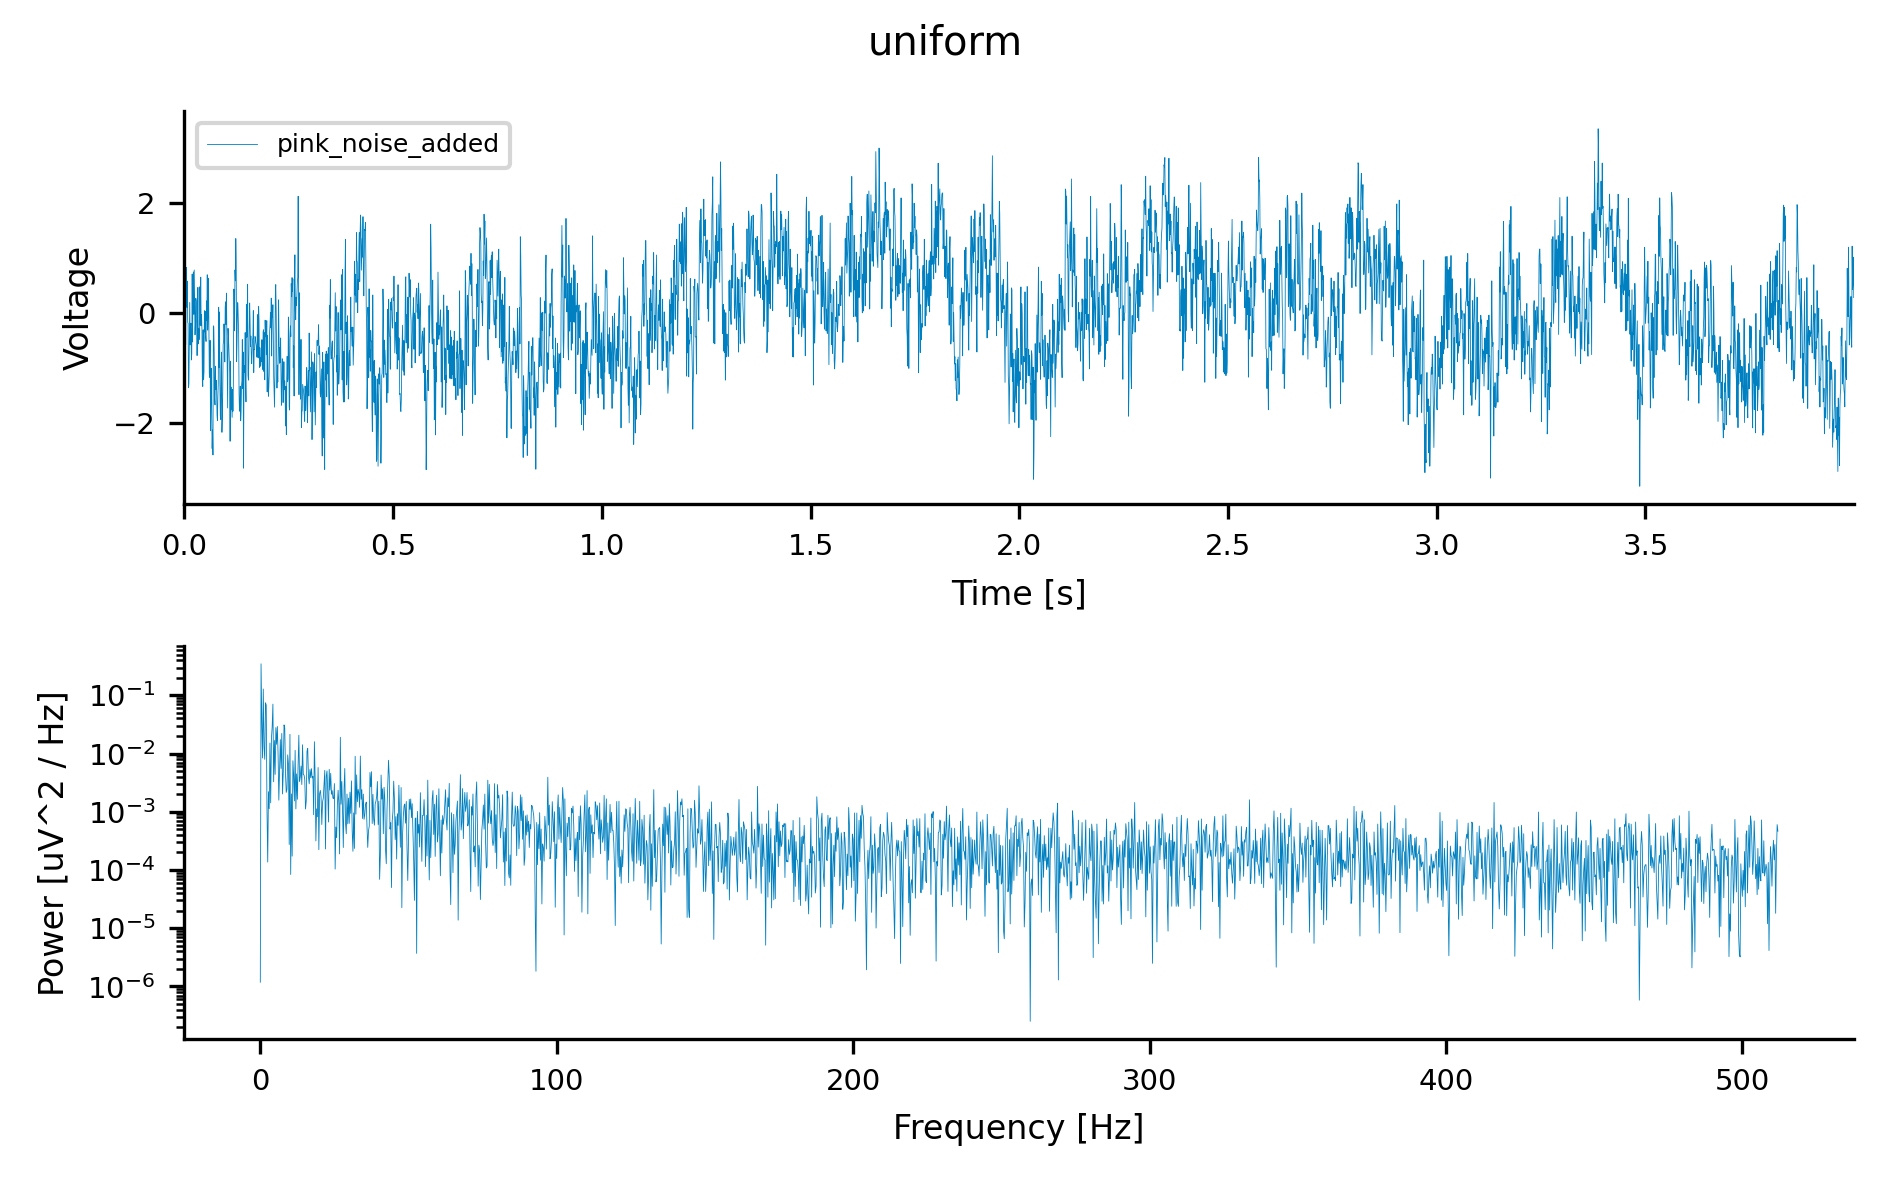 uniform
pink_noise_added
Voltage
2
0
−2
0.0 0.5 1.0 1.5 2.0 2.5 3.0 3.5
Time [s]
Power [uV^2 / Hz]
10⁻¹
10⁻²
10⁻³
10⁻⁴
10⁻⁵
10⁻⁶
0 100 200 300 400 500
Frequency [Hz]